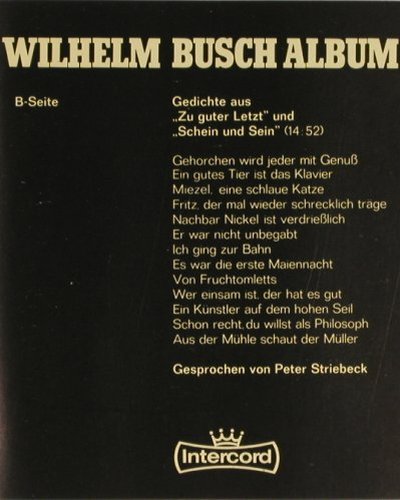 WILHELM BUSCH ALBUM
B-Seite
Gedichte aus
„Zu guter Letzt" und
„Schein und Sein" (14:52)
Gehorchen wird jeder mit Genuß
Ein gutes Tier ist das Klavier
Miezel, eine schlaue Katze
Fritz, der mal wieder schrecklich träge
Nachbar Nickel ist verdrießlich
Er war nicht unbegabt
Ich ging zur Bahn
Es war die erste Maiennacht
Von Fruchtomletts
Wer einsam ist, der hat es gut
Ein Künstler auf dem hohen Seil
Schon recht, du willst als Philosoph
Aus der Mühle schaut der Müller
Gesprochen von Peter Striebeck
Intercord